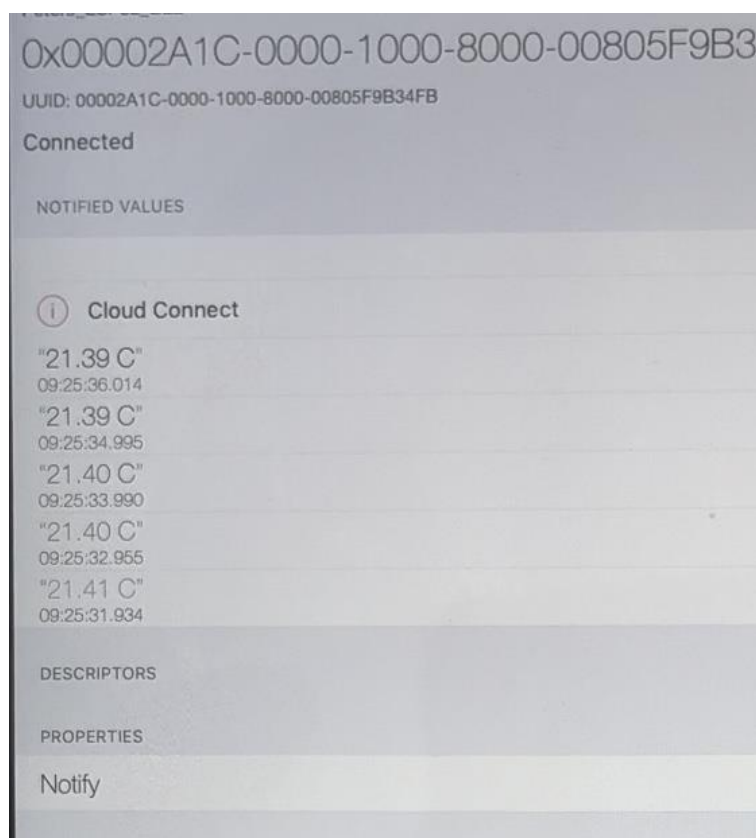 0x00002A1C-0000-1000-8000-00805F9B3
UUID: 00002A1C-0000-1000-8000-00805F9B34FB
Connected
NOTIFIED VALUES
Cloud Connect
"21.39 C"
09:25:36.014
"21.39 C"
09:25:34.995
"21.40 C"
09:25:33.990
"21.40 C"
09:25:32.955
"21.41 C"
09:25:31.934
DESCRIPTORS
PROPERTIES
Notify